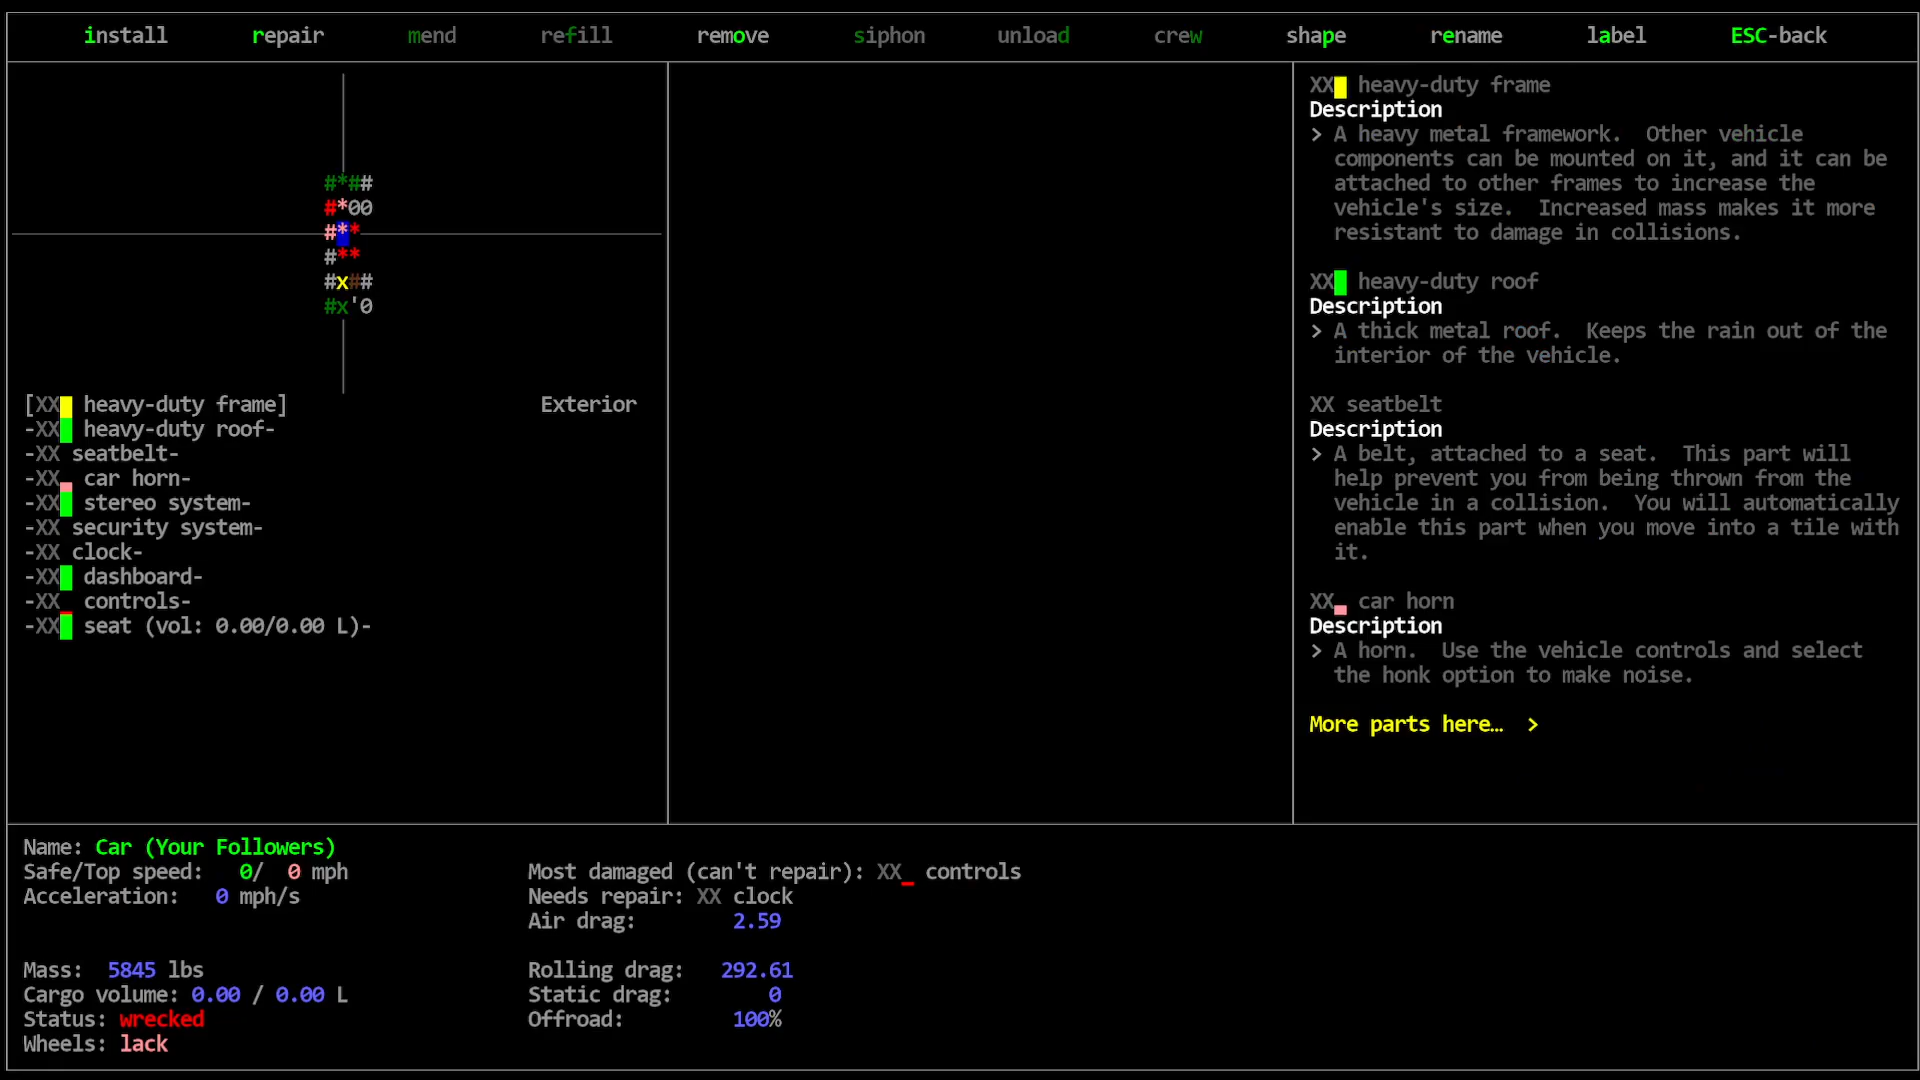 install repair mend refill remove siphon unload crew shape rename label ESC-back
#*##
#*00
#**
#**
#x##
#x'0
[XX heavy-duty frame] Exterior
-XX heavy-duty roof-
-XX seatbelt-
-XX_ car horn-
-XX stereo system-
-XX security system-
-XX clock-
-XX dashboard-
-XX_ controls-
-XX seat (vol: 0.00/0.00 L)-
XX heavy-duty frame
Description
> A heavy metal framework.  Other vehicle
components can be mounted on it, and it can be
attached to other frames to increase the
vehicle's size.  Increased mass makes it more
resistant to damage in collisions.
XX heavy-duty roof
Description
> A thick metal roof.  Keeps the rain out of the
interior of the vehicle.
XX seatbelt
Description
> A belt, attached to a seat.  This part will
help prevent you from being thrown from the
vehicle in a collision.  You will automatically
enable this part when you move into a tile with
it.
XX_ car horn
Description
> A horn.  Use the vehicle controls and select
the honk option to make noise.
More parts here…  >
Name: Car (Your Followers)
Safe/Top speed:   0/  0 mph
Acceleration:   0 mph/s
Mass:  5845 lbs
Cargo volume: 0.00 / 0.00 L
Status: wrecked
Wheels: lack
Most damaged (can't repair): XX_ controls
Needs repair: XX clock
Air drag: 2.59
Rolling drag: 292.61
Static drag: 0
Offroad: 100%